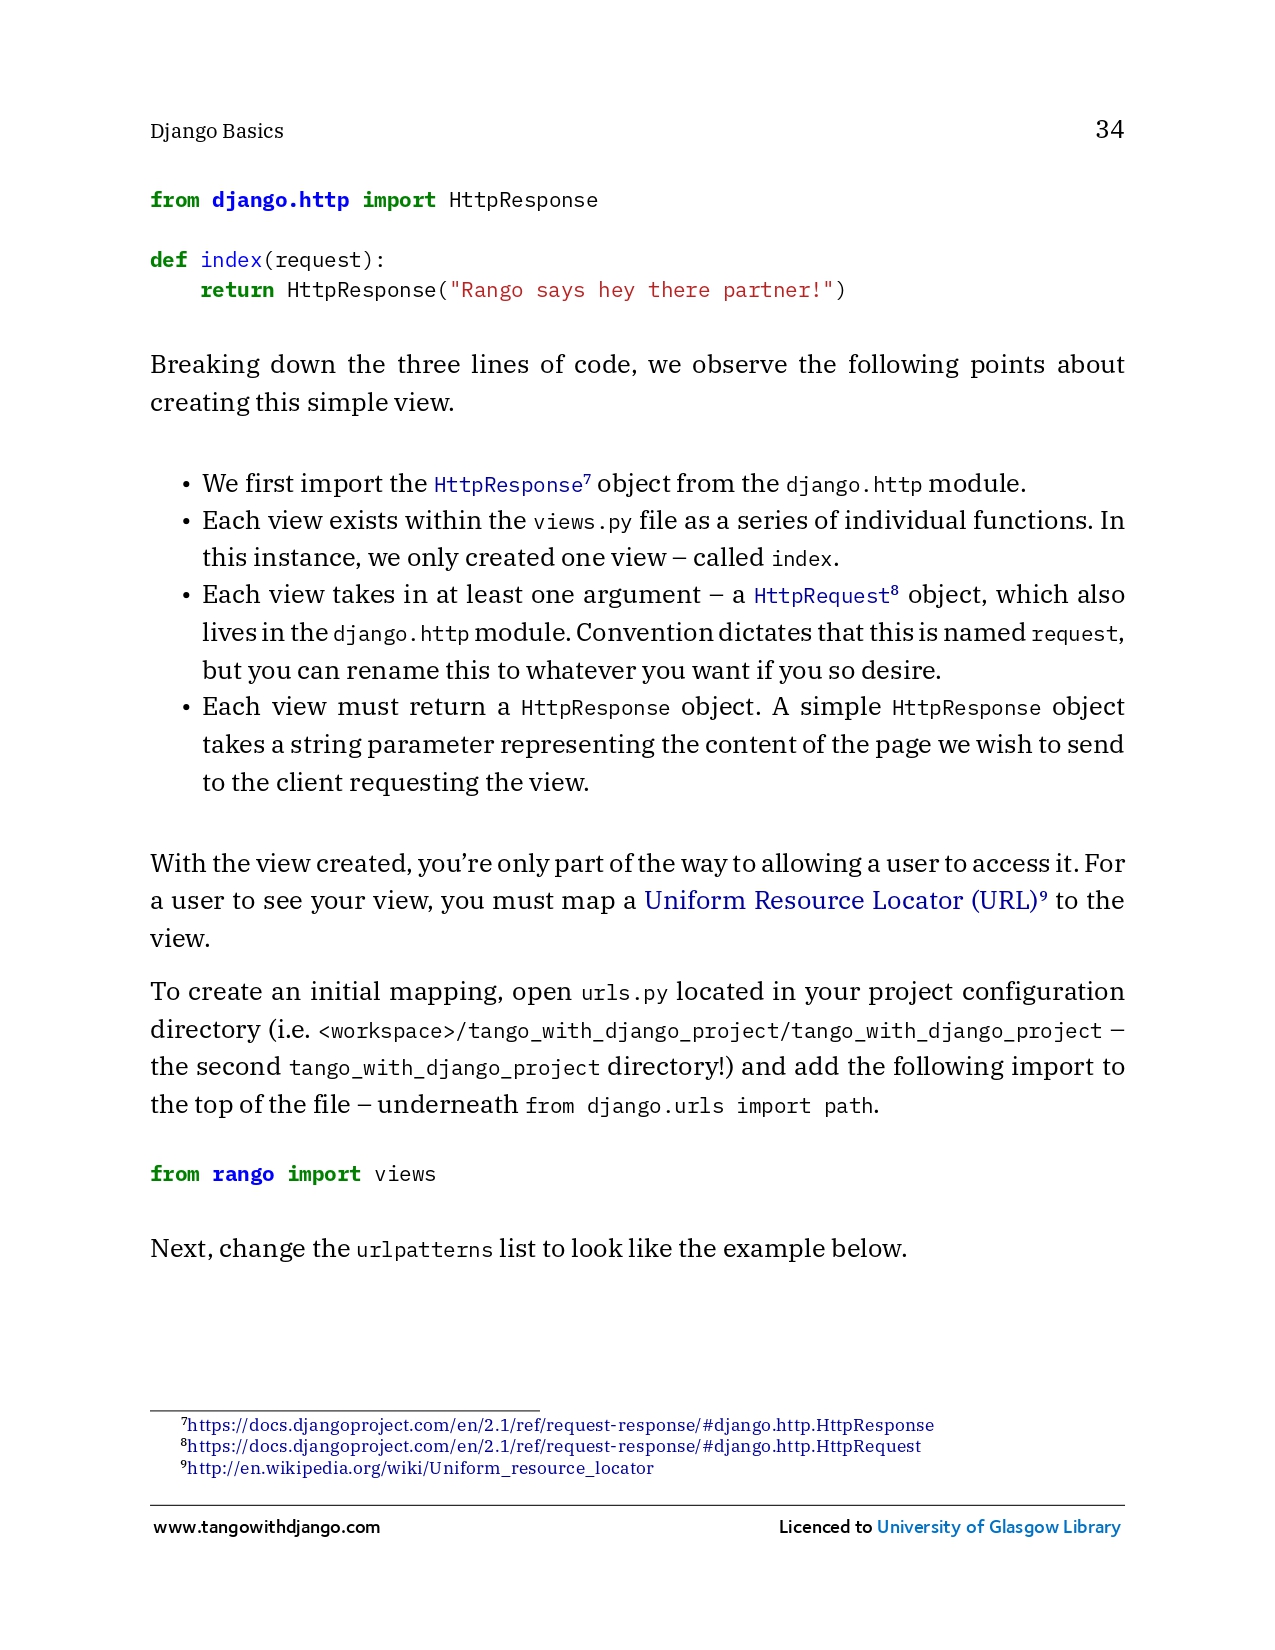 Django Basics 34
from django.http import HttpResponse
def index(request):
    return HttpResponse("Rango says hey there partner!")
Breaking down the three lines of code, we observe the following points about
creating this simple view.
• We first import the HttpResponse⁷ object from the django.http module.
• Each view exists within the views.py file as a series of individual functions. In
this instance, we only created one view – called index.
• Each view takes in at least one argument – a HttpRequest⁸ object, which also
lives in the django.http module. Convention dictates that this is named request,
but you can rename this to whatever you want if you so desire.
• Each view must return a HttpResponse object. A simple HttpResponse object
takes a string parameter representing the content of the page we wish to send
to the client requesting the view.
With the view created, you’re only part of the way to allowing a user to access it. For
a user to see your view, you must map a Uniform Resource Locator (URL)⁹ to the
view.
To create an initial mapping, open urls.py located in your project configuration
directory (i.e. <workspace>/tango_with_django_project/tango_with_django_project –
the second tango_with_django_project directory!) and add the following import to
the top of the file – underneath from django.urls import path.
from rango import views
Next, change the urlpatterns list to look like the example below.
⁷https://docs.djangoproject.com/en/2.1/ref/request-response/#django.http.HttpResponse
⁸https://docs.djangoproject.com/en/2.1/ref/request-response/#django.http.HttpRequest
⁹http://en.wikipedia.org/wiki/Uniform_resource_locator
www.tangowithdjango.com Licenced to University of Glasgow Library